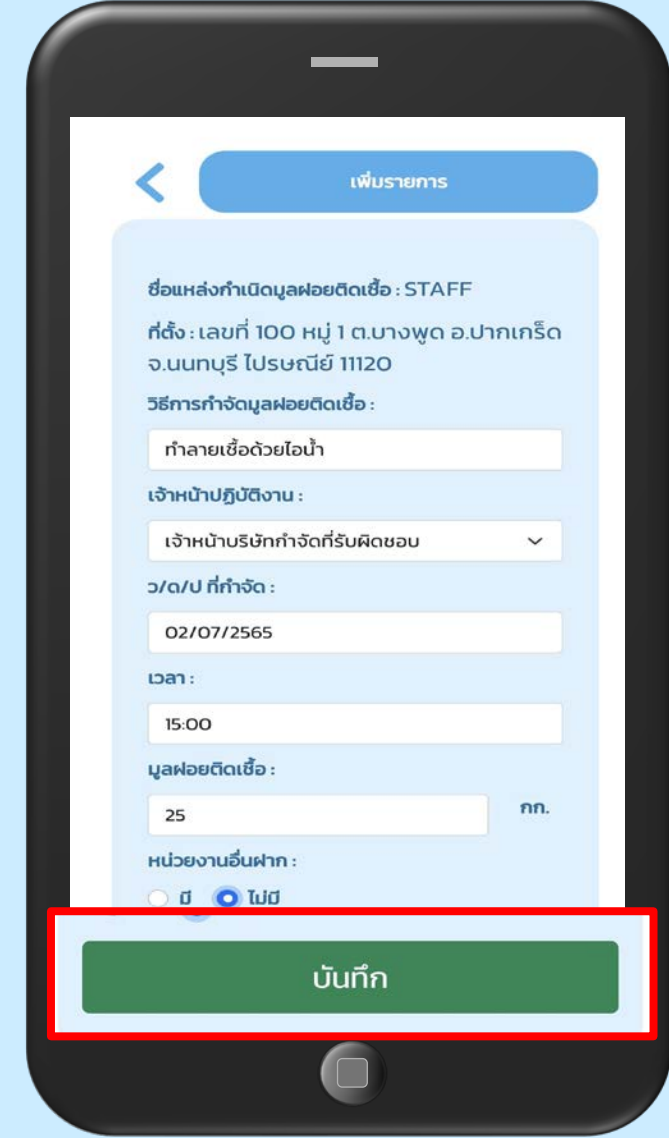 เพิ่มรายการ
ชื่อแหล่งกำเนิดมูลฝอยติดเชื้อ : STAFF
ที่ตั้ง : เลขที่ 100 หมู่ 1 ต.บางพูด อ.ปากเกร็ด
จ.นนทบุรี ไปรษณีย์ 11120
วิธีการกำจัดมูลฝอยติดเชื้อ :
ทำลายเชื้อด้วยไอน้ำ
เจ้าหน้าปฏิบัติงาน :
เจ้าหน้าบริษัทกำจัดที่รับผิดชอบ
ว/ด/ป ที่กำจัด :
02/07/2565
เวลา :
15:00
มูลฝอยติดเชื้อ :
25 กก.
หน่วยงานอื่นฝาก :
มี ไม่มี
บันทึก